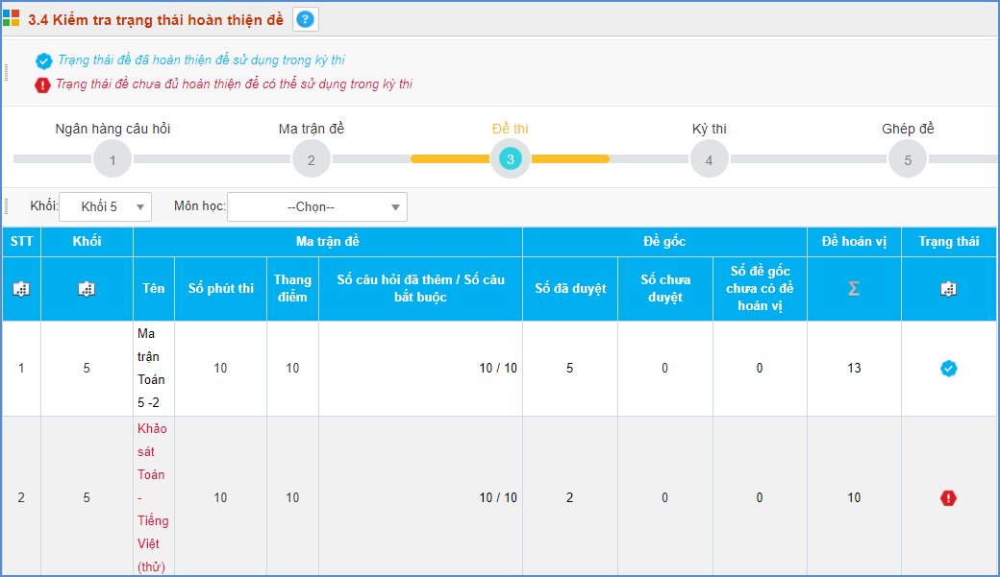 3.4 Kiểm tra trạng thái hoàn thiện đề ?
Trạng thái đề đã hoàn thiện để sử dụng trong kỳ thi
Trạng thái đề chưa đủ hoàn thiện để có thể sử dụng trong kỳ thi
Ngân hàng câu hỏi Ma trận đề Đề thi Kỳ thi Ghép đề
1 2 3 4 5
Khối: Khối 5 Môn học: --Chọn--
STT Khối Ma trận đề Đề gốc Đề hoán vị Trạng thái
Tên Số phút thi Thang điểm Số câu hỏi đã thêm / Số câu bắt buộc Số đã duyệt Số chưa duyệt Số đề gốc chưa có đề hoán vị Σ
1 5 Ma trận Toán 5 -2 10 10 10 / 10 5 0 0 13
2 5 Khảo sát Toán - Tiếng Việt (thử) 10 10 10 / 10 2 0 0 10